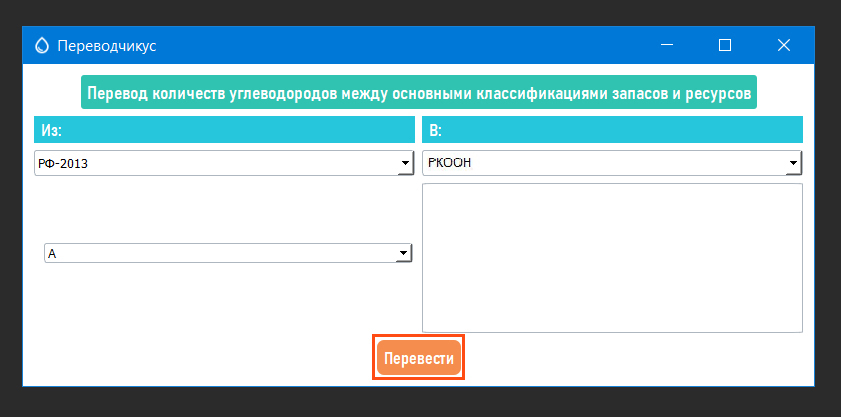 Переводчикус
Перевод количеств углеводородов между основными классификациями запасов и ресурсов
Из:
В:
РФ-2013
РКООН
A
Перевести